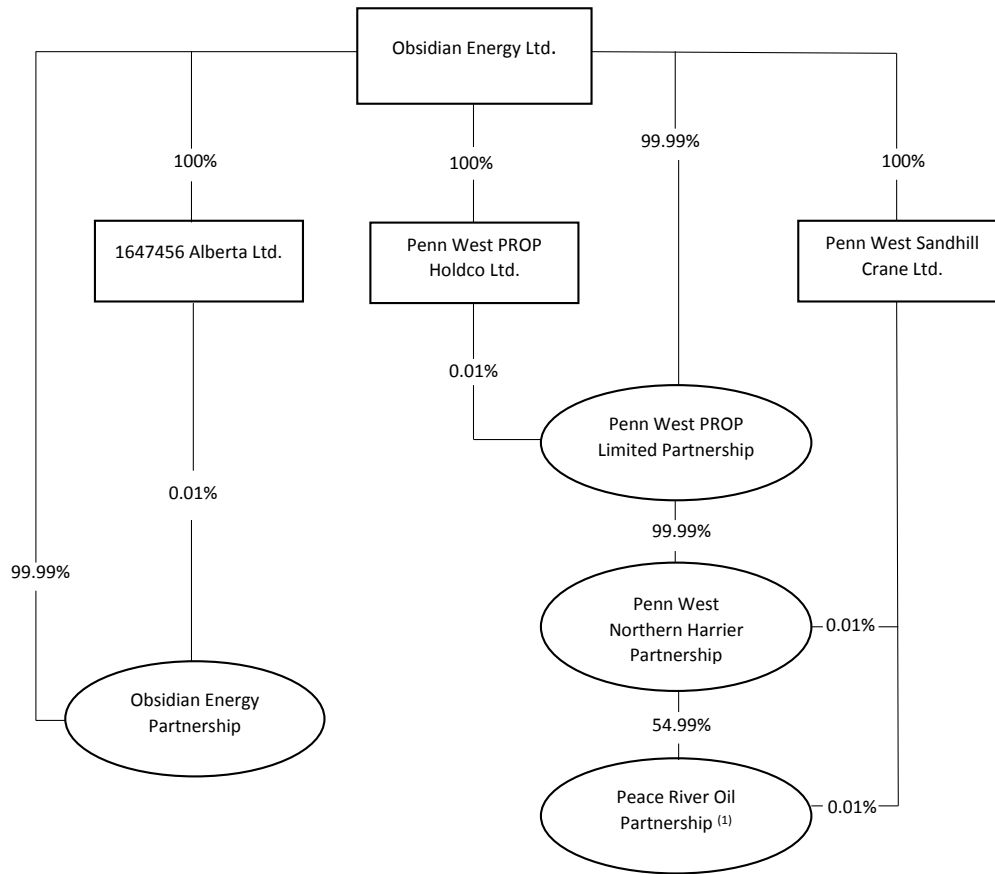 Obsidian Energy Ltd.
99.99%
100%
100%
99.99%
100%
1647456 Alberta Ltd.
Penn West PROP
Holdco Ltd.
Penn West Sandhill
Crane Ltd.
0.01%
Penn West PROP
Limited Partnership
0.01%
99.99%
Penn West
Northern Harrier
Partnership
0.01%
Obsidian Energy
Partnership
54.99%
Peace River Oil
Partnership (1)
0.01%